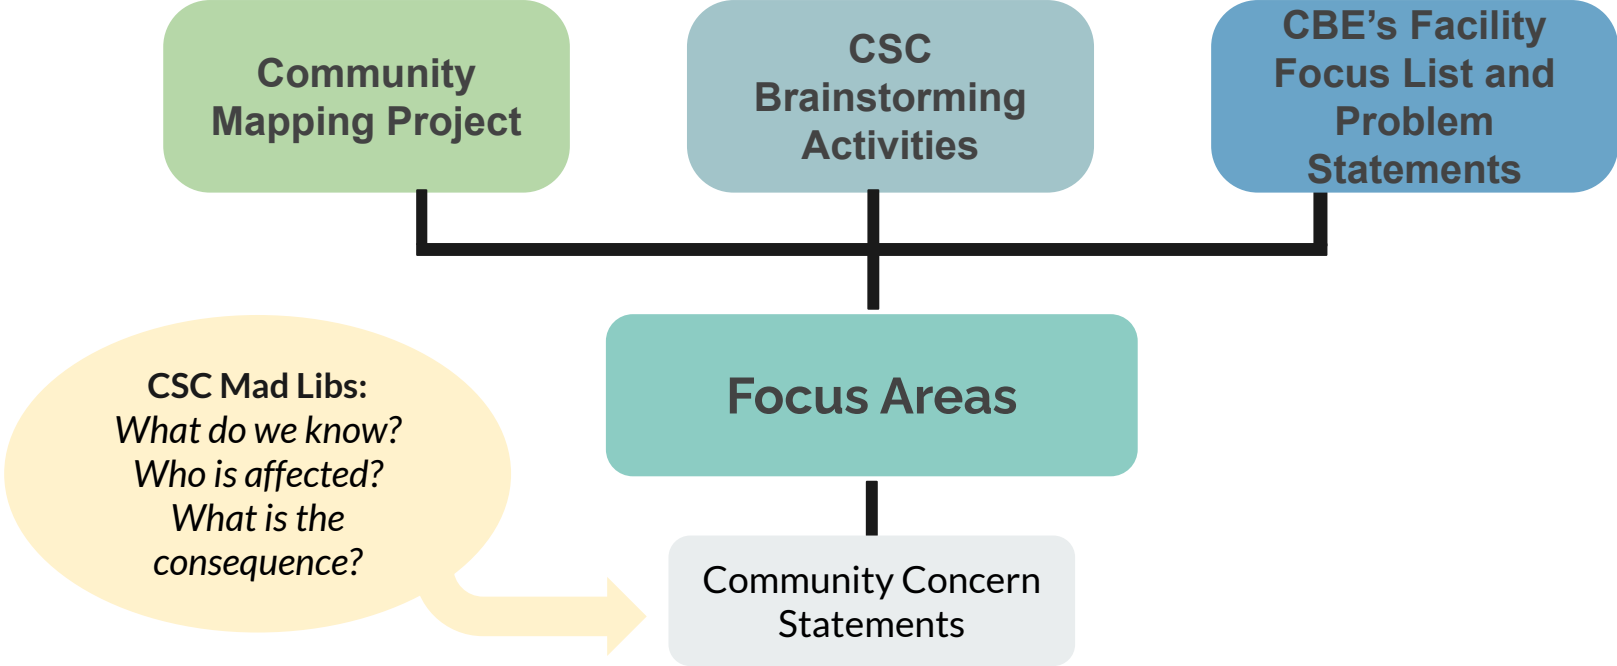 Community
Mapping Project
CSC
Brainstorming
Activities
CBE's Facility
Focus List and
Problem
Statements
Focus Areas
CSC Mad Libs:
What do we know?
Who is affected?
What is the
consequence?
Community Concern
Statements